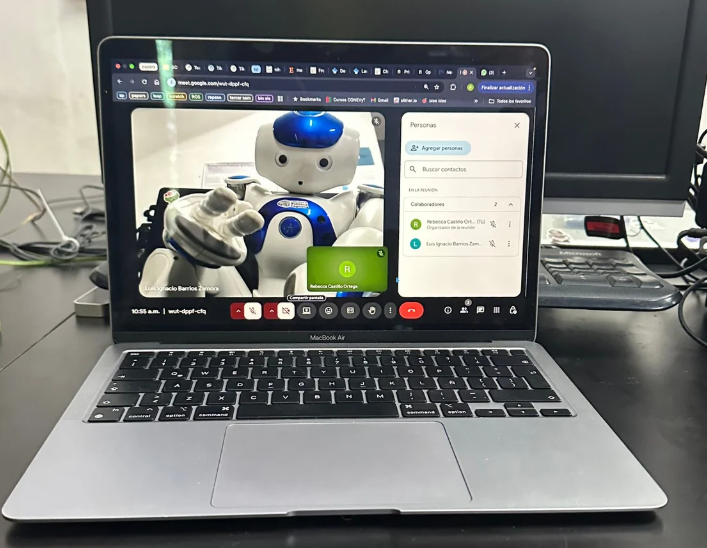 Finalizar actualización
meet.google.com/wut-dppf-cfq
Bookmarks
Gmail
Todos los favoritos
Personas
Agregar personas
Buscar contactos
EN LA REUNIÓN
Colaboradores 2
R Rebecca Castillo Ort... (Tú)
Organizador de la reunión
L Luis Ignacio Barrios Zam...
Luis Ignacio Barrios Zamora
R
Rebecca Castillo Ortega
Compartir pantalla
10:55 a.m. | wut-dppf-cfq
MacBook Air
Q W E R T Y U I O P
A S D F G H J K L Ñ
Z X C V B N M
fn control option command command option
Microsoft